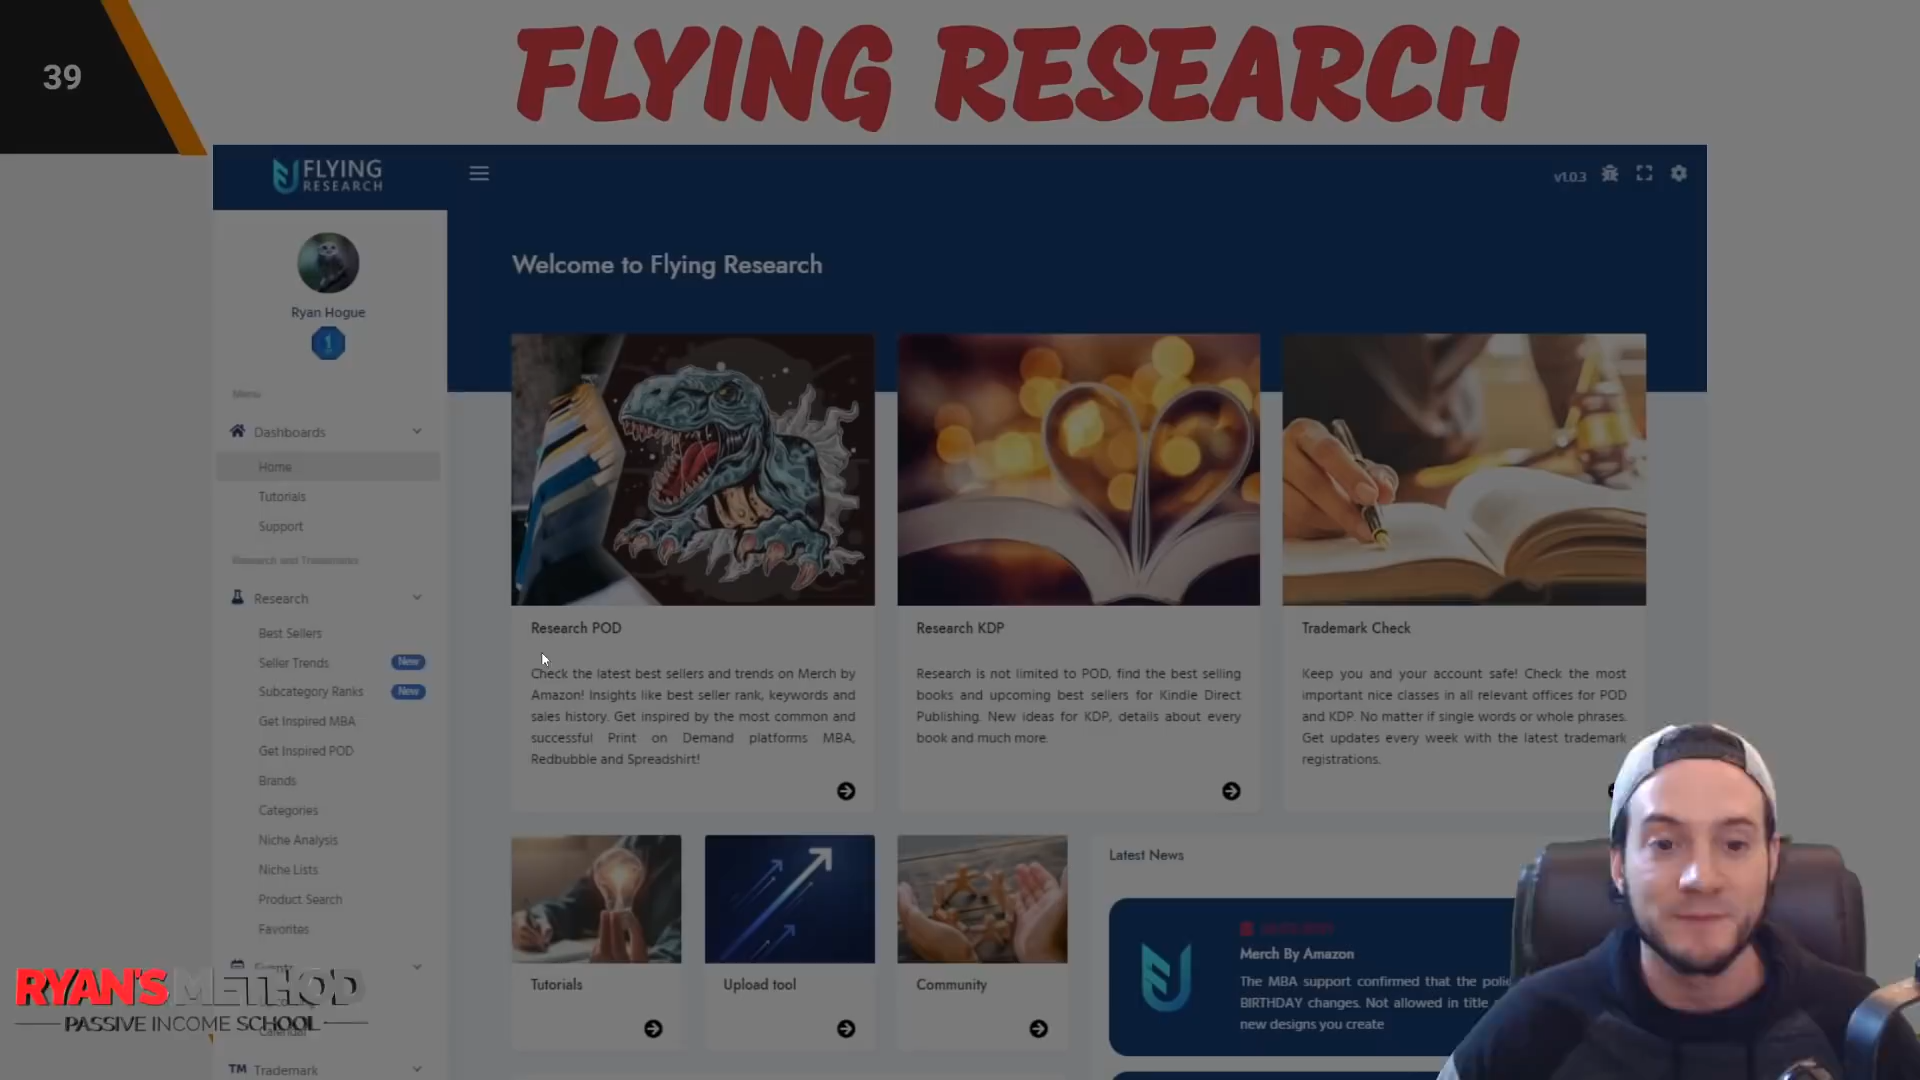 39
FLYING RESEARCH
FLYING
RESEARCH
v1.0.3
Ryan Hogue
1
Menu
Dashboards
Home
Tutorials
Support
Research and Trademarks
Research
Best Sellers
Seller Trends New
Subcategory Ranks New
Get Inspired MBA
Get Inspired POD
Brands
Categories
Niche Analysis
Niche Lists
Product Search
Favorites
Events
Calendar
TM Trademark
Welcome to Flying Research
Research POD
Check the latest best sellers and trends on Merch by
Amazon! Insights like best seller rank, keywords and
sales history. Get inspired by the most common and
successful Print on Demand platforms MBA,
Redbubble and Spreadshirt!
Research KDP
Research is not limited to POD, find the best selling
books and upcoming best sellers for Kindle Direct
Publishing. New ideas for KDP, details about every
book and much more.
Trademark Check
Keep you and your account safe! Check the most
important nice classes in all relevant offices for POD
and KDP. No matter if single words or whole phrases.
Get updates every week with the latest trademark
registrations.
Tutorials
Upload tool
Community
Latest News
Merch By Amazon
The MBA support confirmed that the poli
BIRTHDAY changes. Not allowed in title
new designs you create
RYAN'S METHOD
PASSIVE INCOME SCHOOL